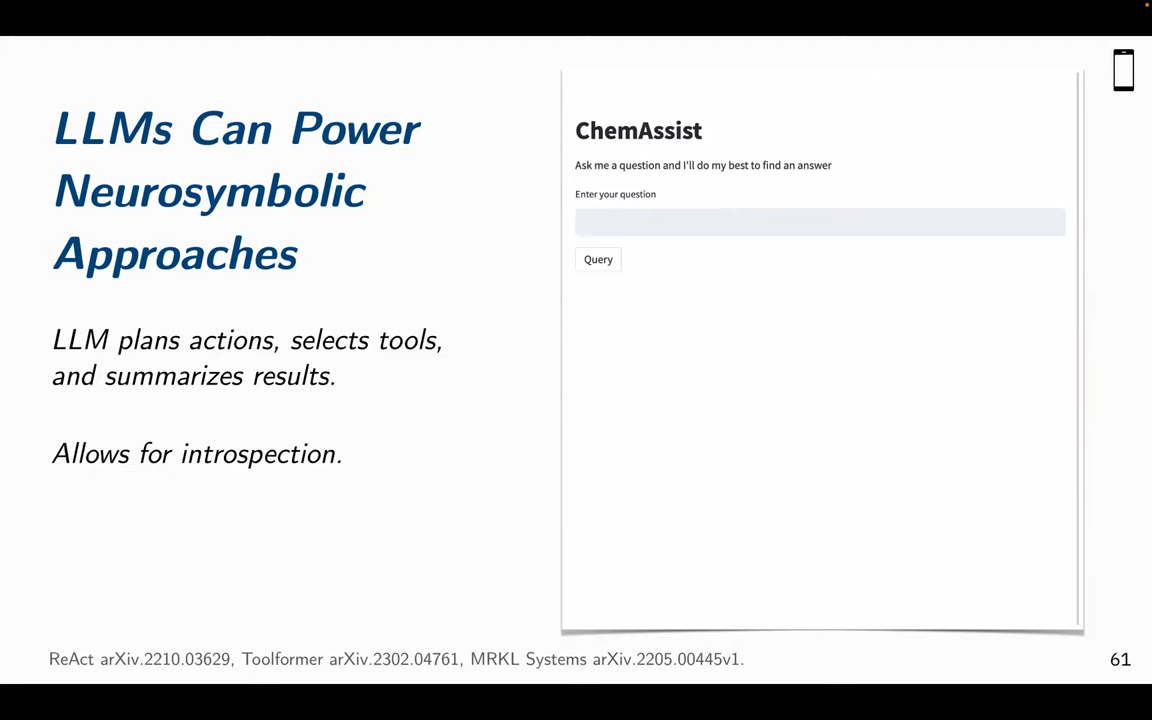 LLMs Can Power
Neurosymbolic
Approaches
LLM plans actions, selects tools,
and summarizes results.
Allows for introspection.
ChemAssist
Ask me a question and I'll do my best to find an answer
Enter your question
Query
ReAct arXiv.2210.03629, Toolformer arXiv.2302.04761, MRKL Systems arXiv.2205.00445v1.
61